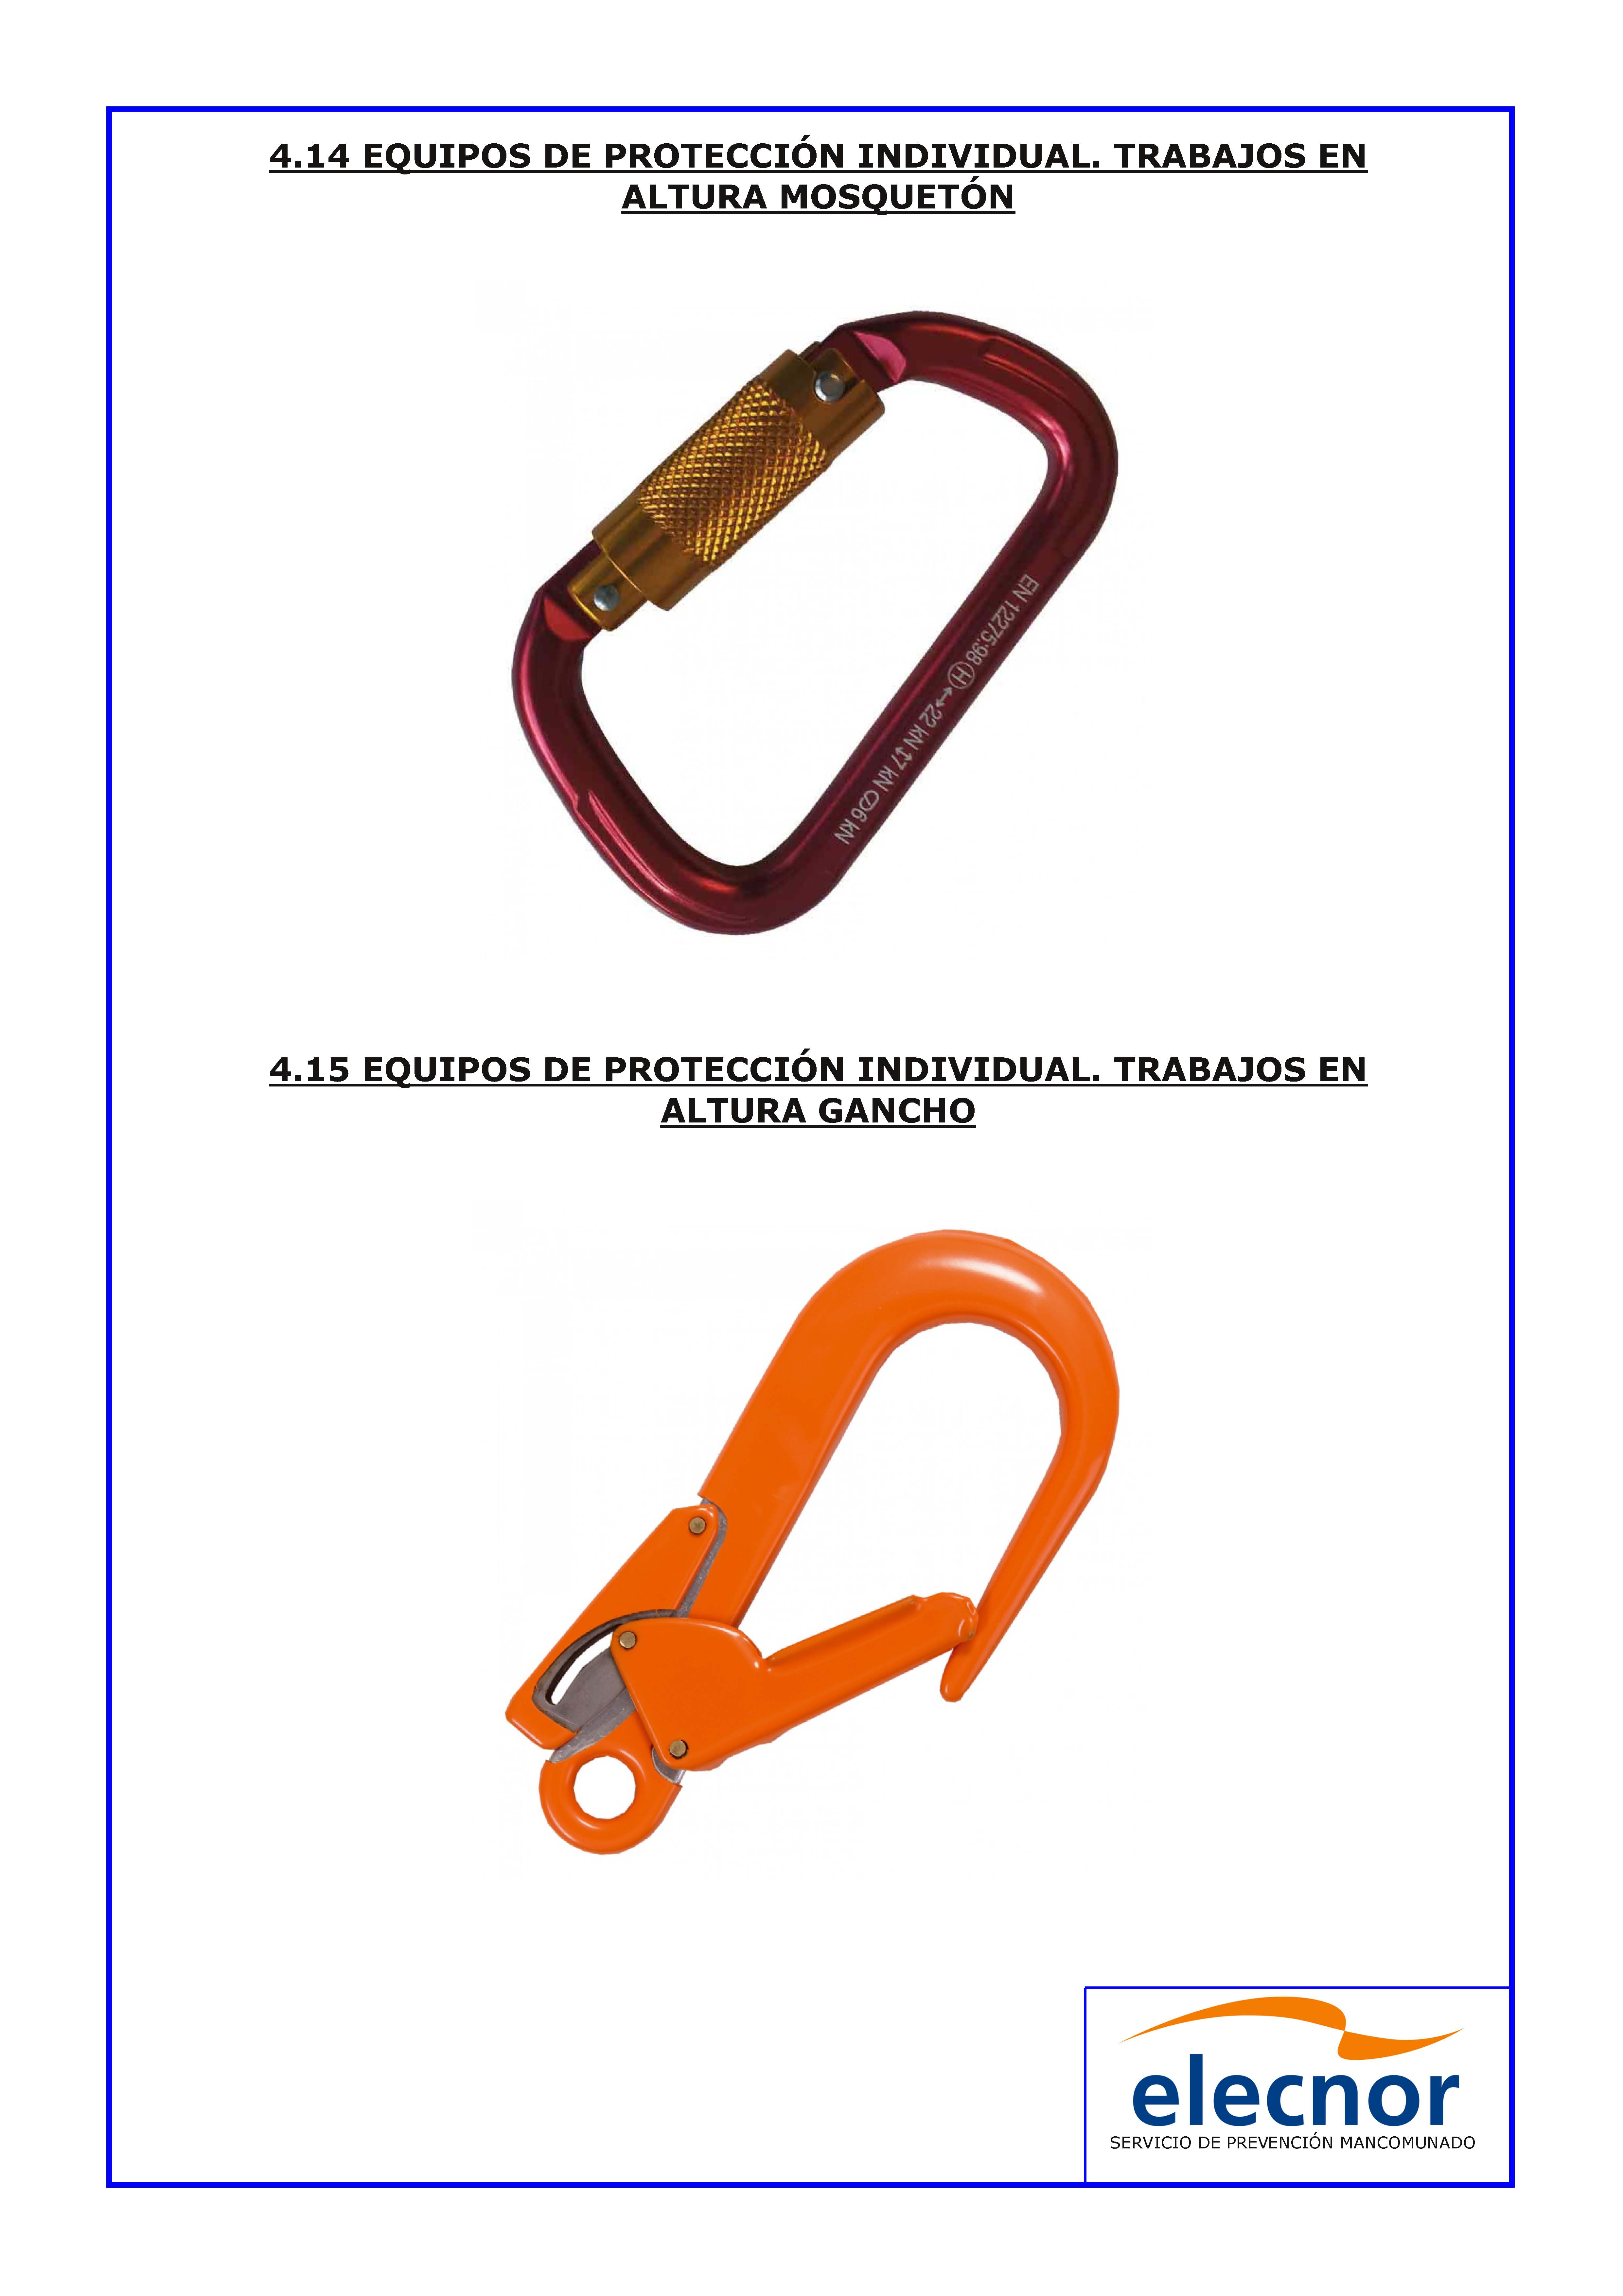 4.14 EQUIPOS DE PROTECCIÓN INDIVIDUAL. TRABAJOS EN
ALTURA MOSQUETÓN
EN 12275:98 Ⓗ ↔22 kN ↕7 kN 6 kN
4.15 EQUIPOS DE PROTECCIÓN INDIVIDUAL. TRABAJOS EN
ALTURA GANCHO
elecnor
SERVICIO DE PREVENCIÓN MANCOMUNADO